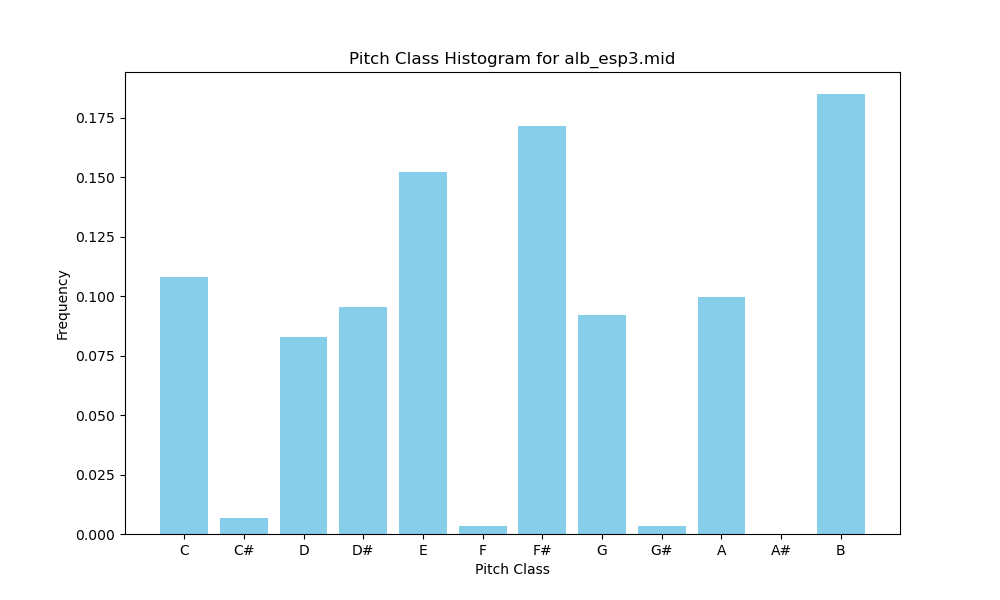 Pitch Class Histogram for alb_esp3.mid
Frequency
0.175
0.150
0.125
0.100
0.075
0.050
0.025
0.000
C C# D D# E F F# G G# A A# B
Pitch Class